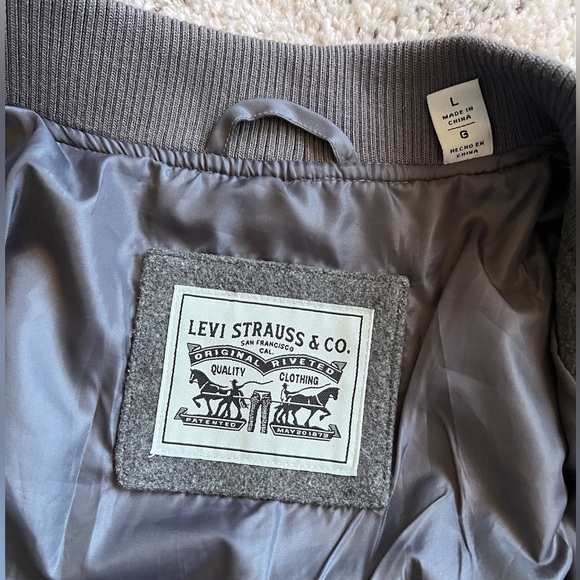 L
MADE IN
CHINA
G
HECHO EN
CHINA
LEVI STRAUSS & CO.
SAN FRANCISCO
CAL.
ORIGINAL RIVETED
QUALITY CLOTHING
PATENTED MAY 20 1873